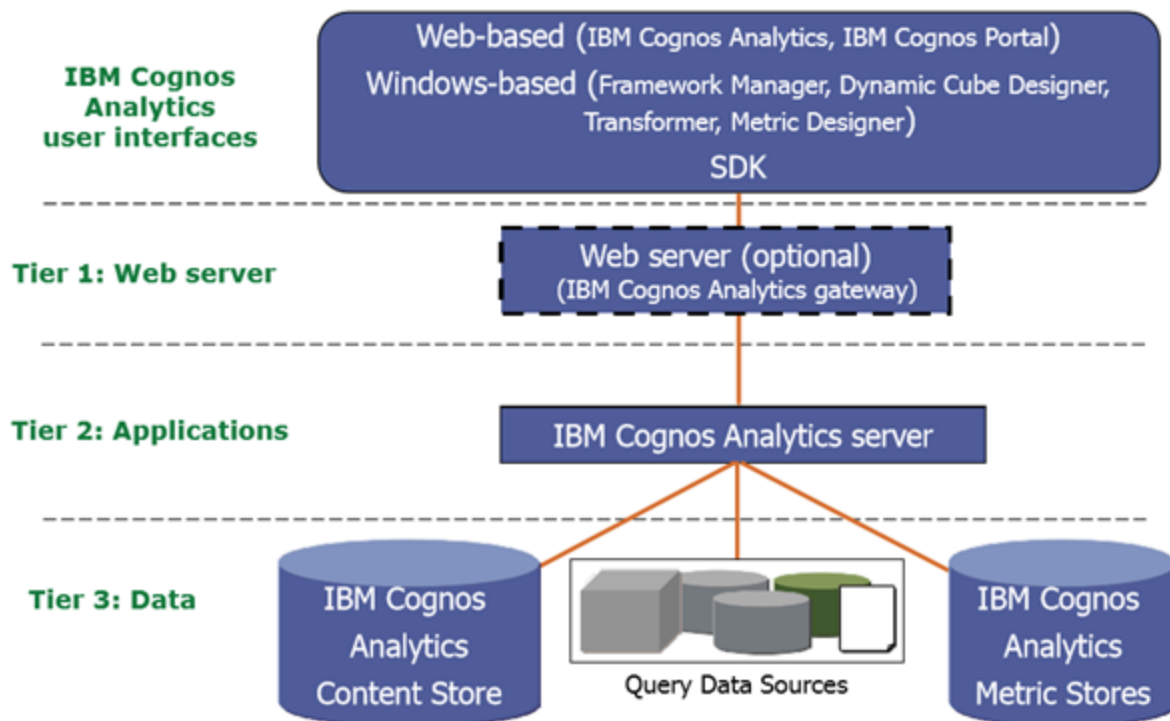 Web-based (IBM Cognos Analytics, IBM Cognos Portal)
IBM Cognos
Analytics
user interfaces
Windows-based (Framework Manager, Dynamic Cube Designer,
Transformer, Metric Designer)
SDK
Tier 1: Web server
Web server (optional)
(IBM Cognos Analytics gateway)
Tier 2: Applications
IBM Cognos Analytics server
Tier 3: Data
IBM Cognos
Analytics
Content Store
Query Data Sources
IBM Cognos
Analytics
Metric Stores